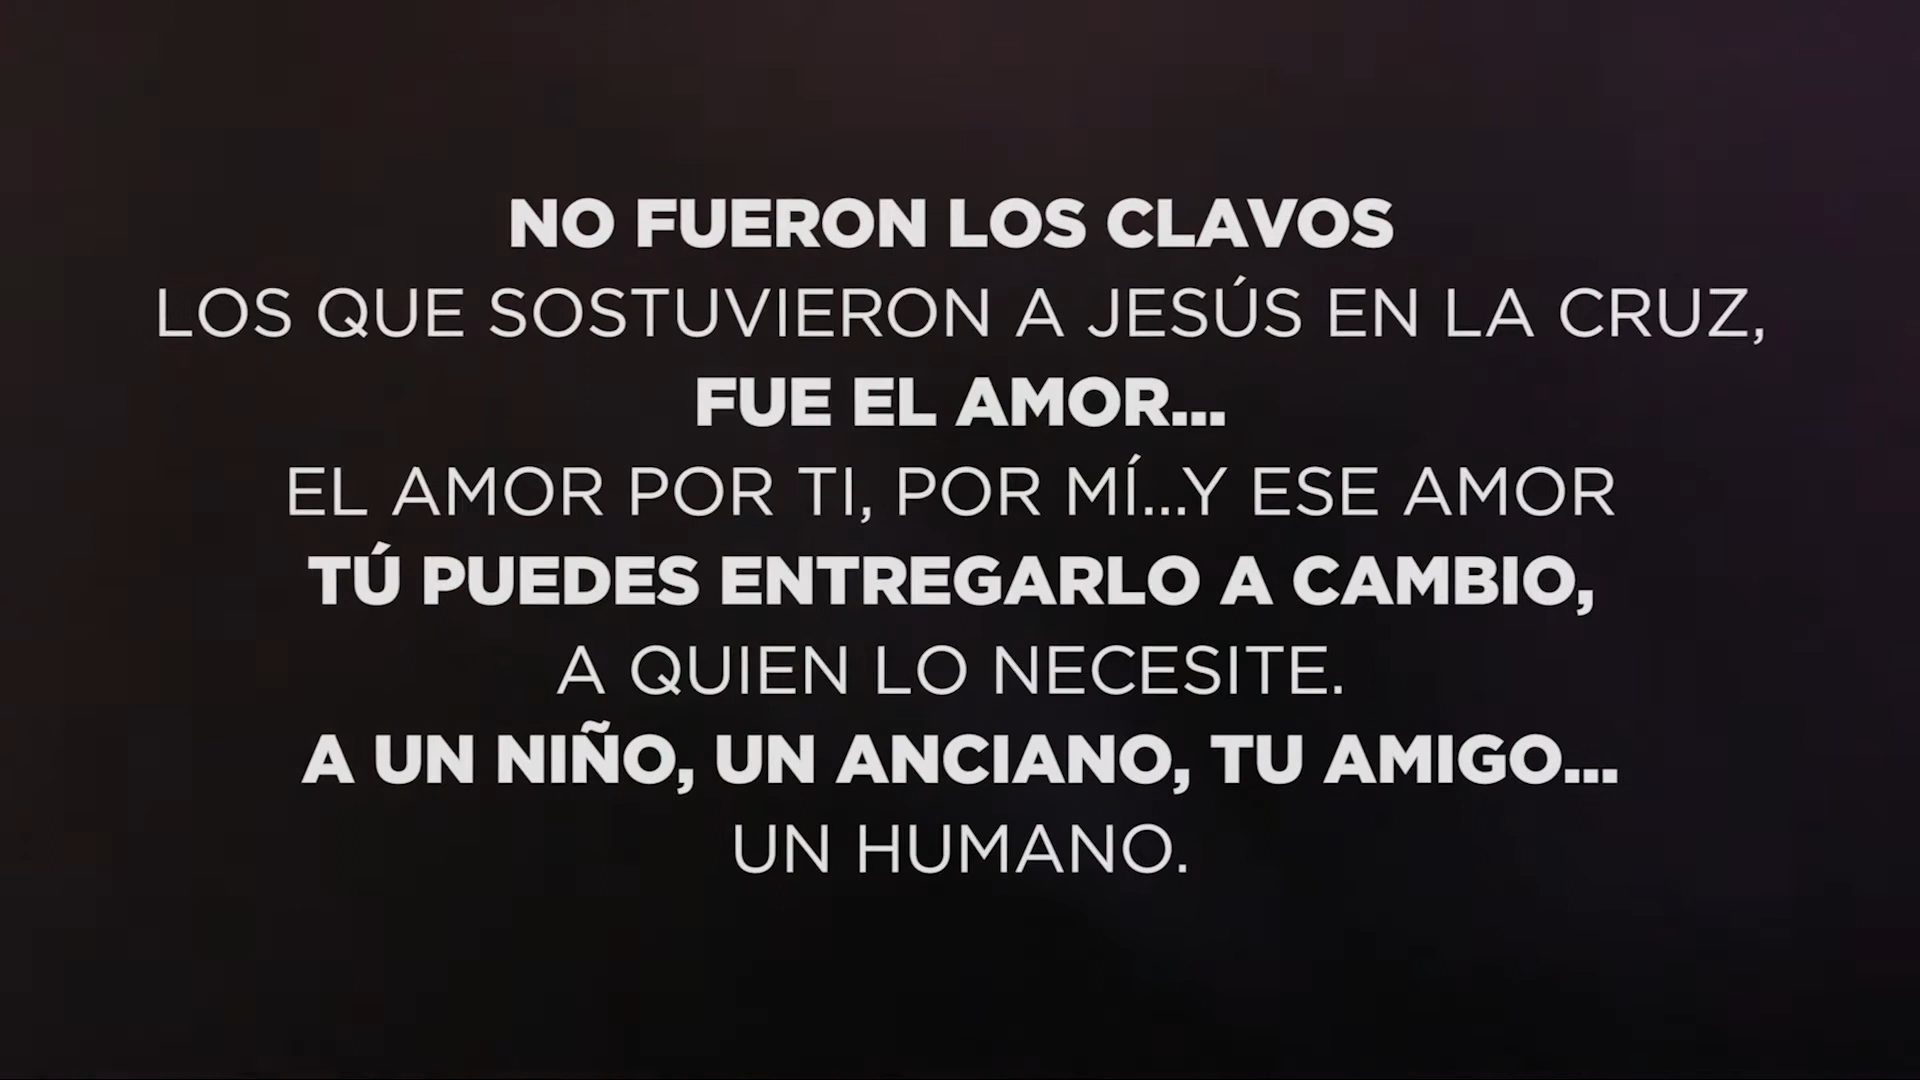 NO FUERON LOS CLAVOS
LOS QUE SOSTUVIERON A JESÚS EN LA CRUZ,
FUE EL AMOR...
EL AMOR POR TI, POR MÍ...Y ESE AMOR
TÚ PUEDES ENTREGARLO A CAMBIO,
A QUIEN LO NECESITE.
A UN NIÑO, UN ANCIANO, TU AMIGO...
UN HUMANO.